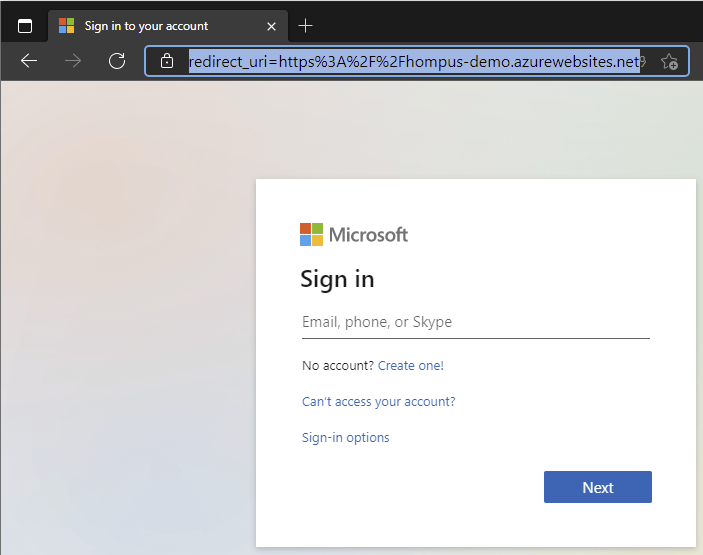 Sign in to your account
redirect_uri=https%3A%2F%2Fhompus-demo.azurewebsites.net
Microsoft
Sign in
Email, phone, or Skype
No account? Create one!
Can't access your account?
Sign-in options
Next